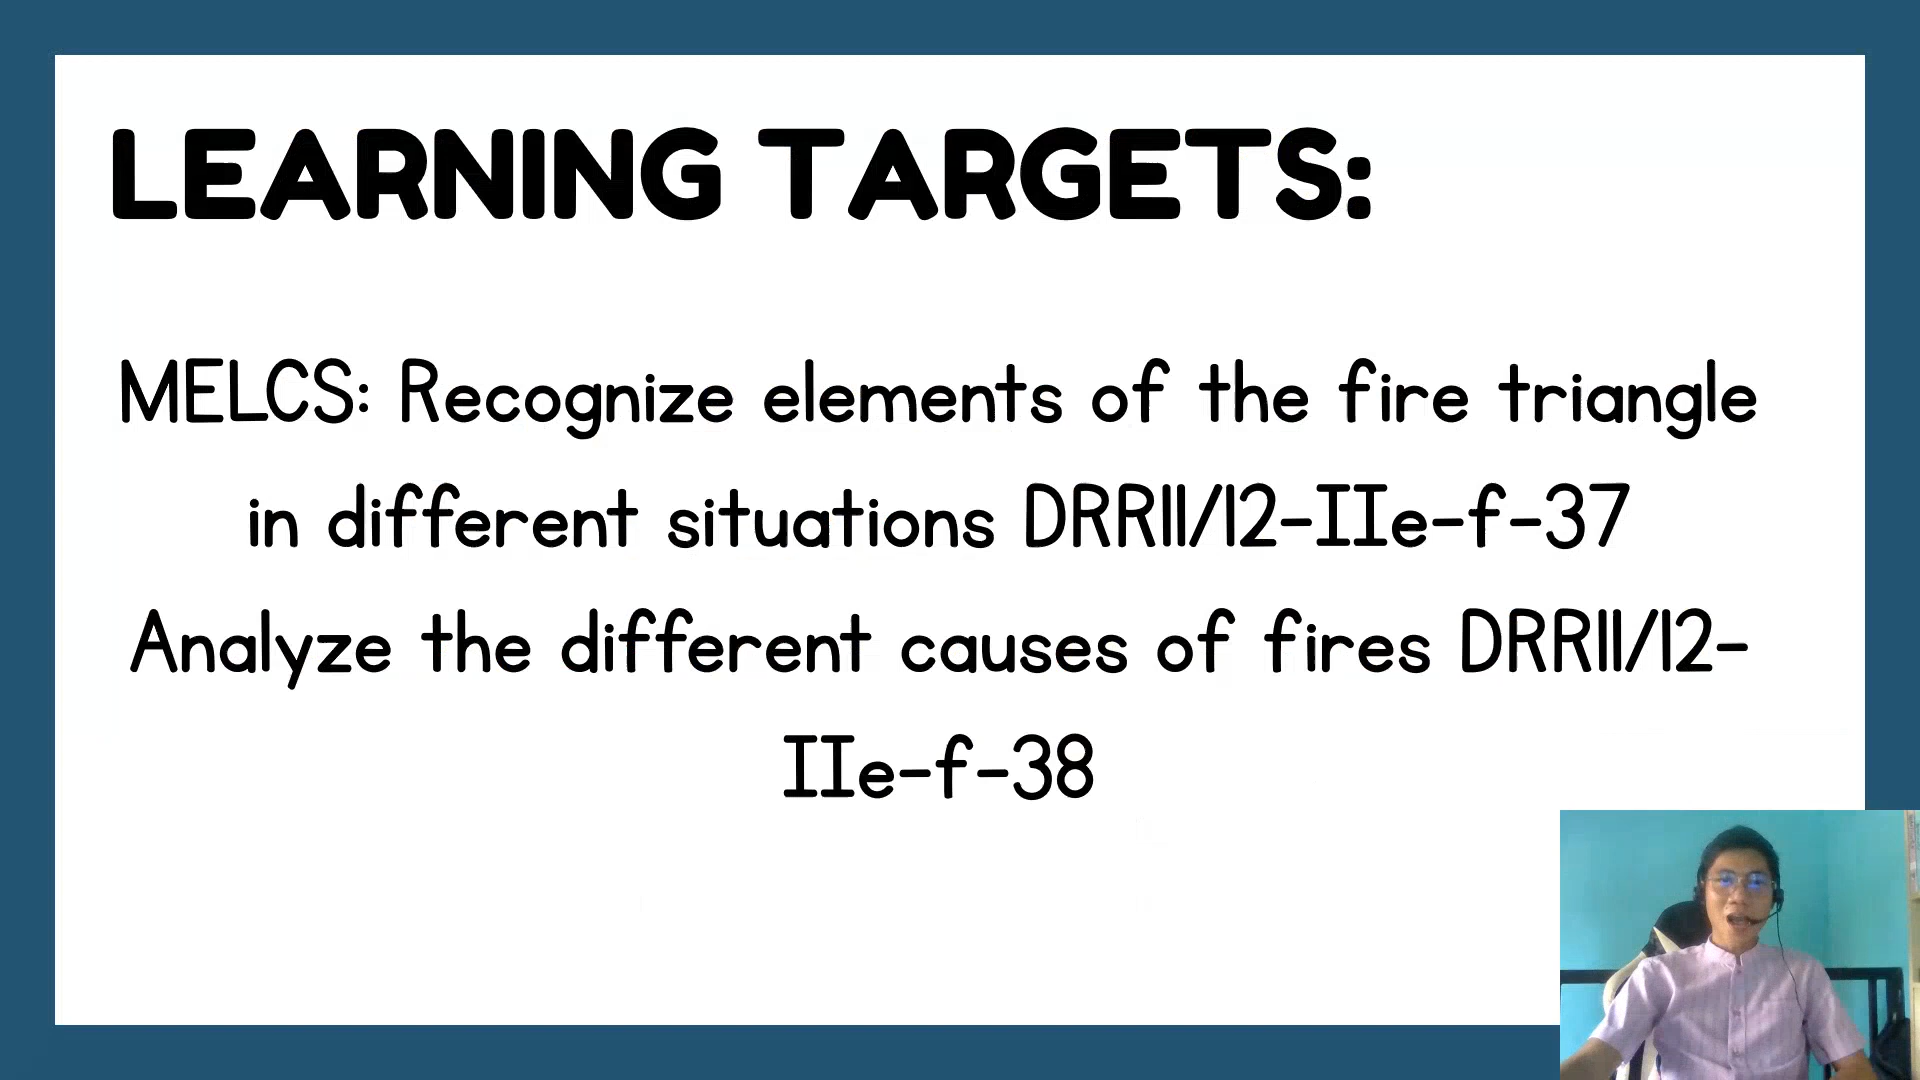 LEARNING TARGETS:
MELCS: Recognize elements of the fire triangle
in different situations DRR11/12-IIe-f-37
Analyze the different causes of fires DRR11/12-
IIe-f-38